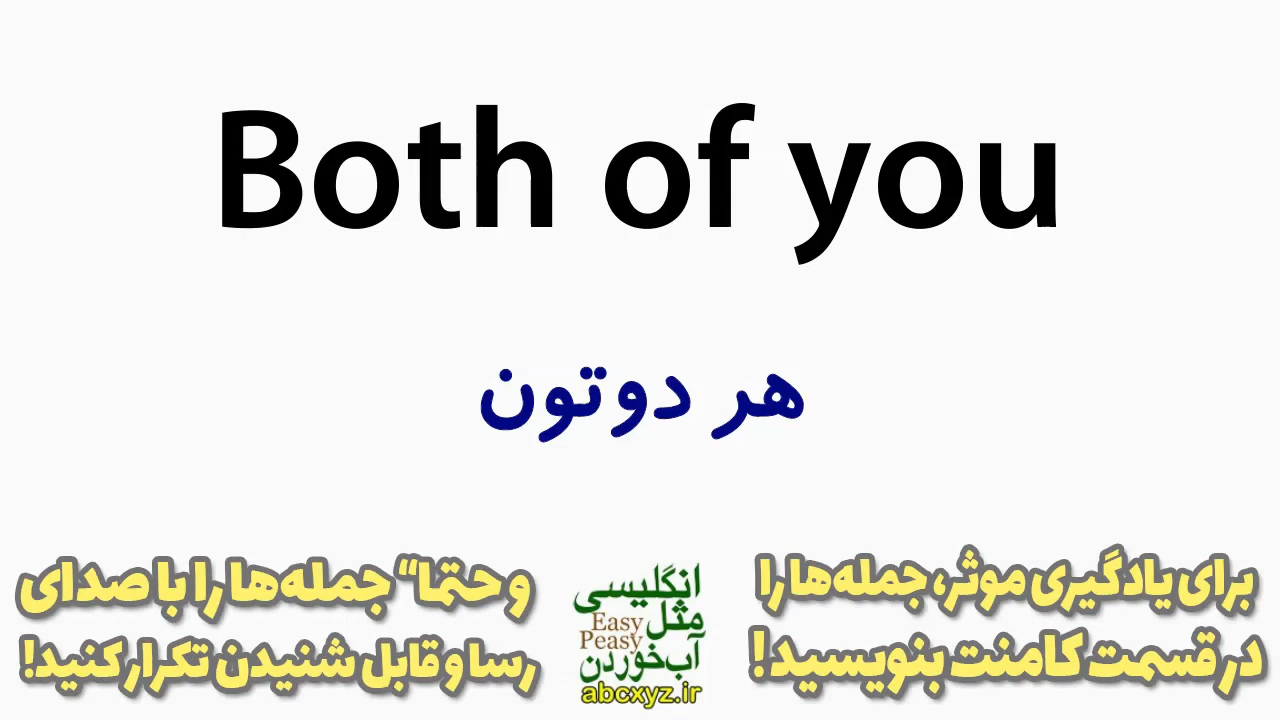 Both of you
هر دوتون
برای یادگیری موثر، جمله‌ها را
در قسمت کامنت بنویسید!
انگلیسی
مثل
Easy
Peasy
آب‌خوردن
abcxyz.ir
و حتما“ جمله‌ها را با صدای
رسا و قابل شنیدن تکرار کنید!